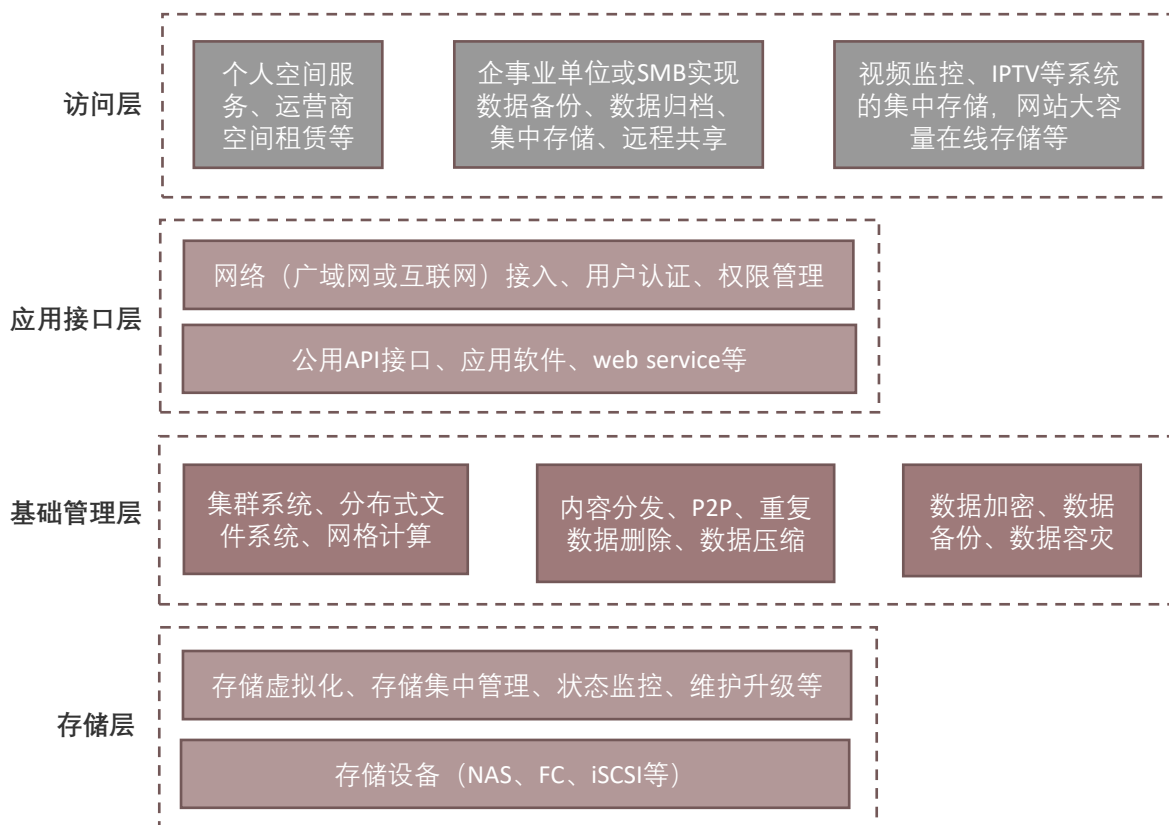 访问层
个人空间服
务、运营商
空间租赁等
企事业单位或SMB实现
数据备份、数据归档、
集中存储、远程共享
视频监控、IPTV等系统
的集中存储，网站大容
量在线存储等
应用接口层
网络（广域网或互联网）接入、用户认证、权限管理
公用API接口、应用软件、web service等
基础管理层
集群系统、分布式文
件系统、网格计算
内容分发、P2P、重复
数据删除、数据压缩
数据加密、数据
备份、数据容灾
存储层
存储虚拟化、存储集中管理、状态监控、维护升级等
存储设备（NAS、FC、iSCSI等）